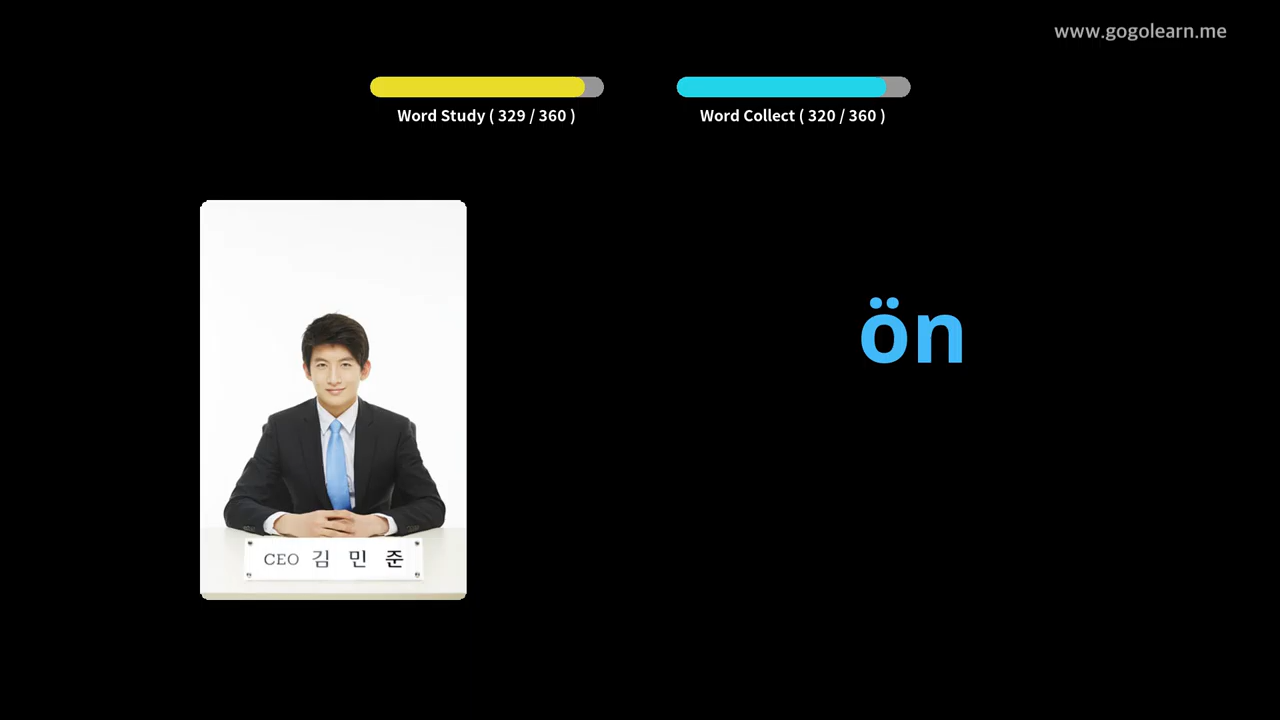 www.gogolearn.me
Word Study ( 329 / 360 )
Word Collect ( 320 / 360 )
ön
CEO 김 민 준